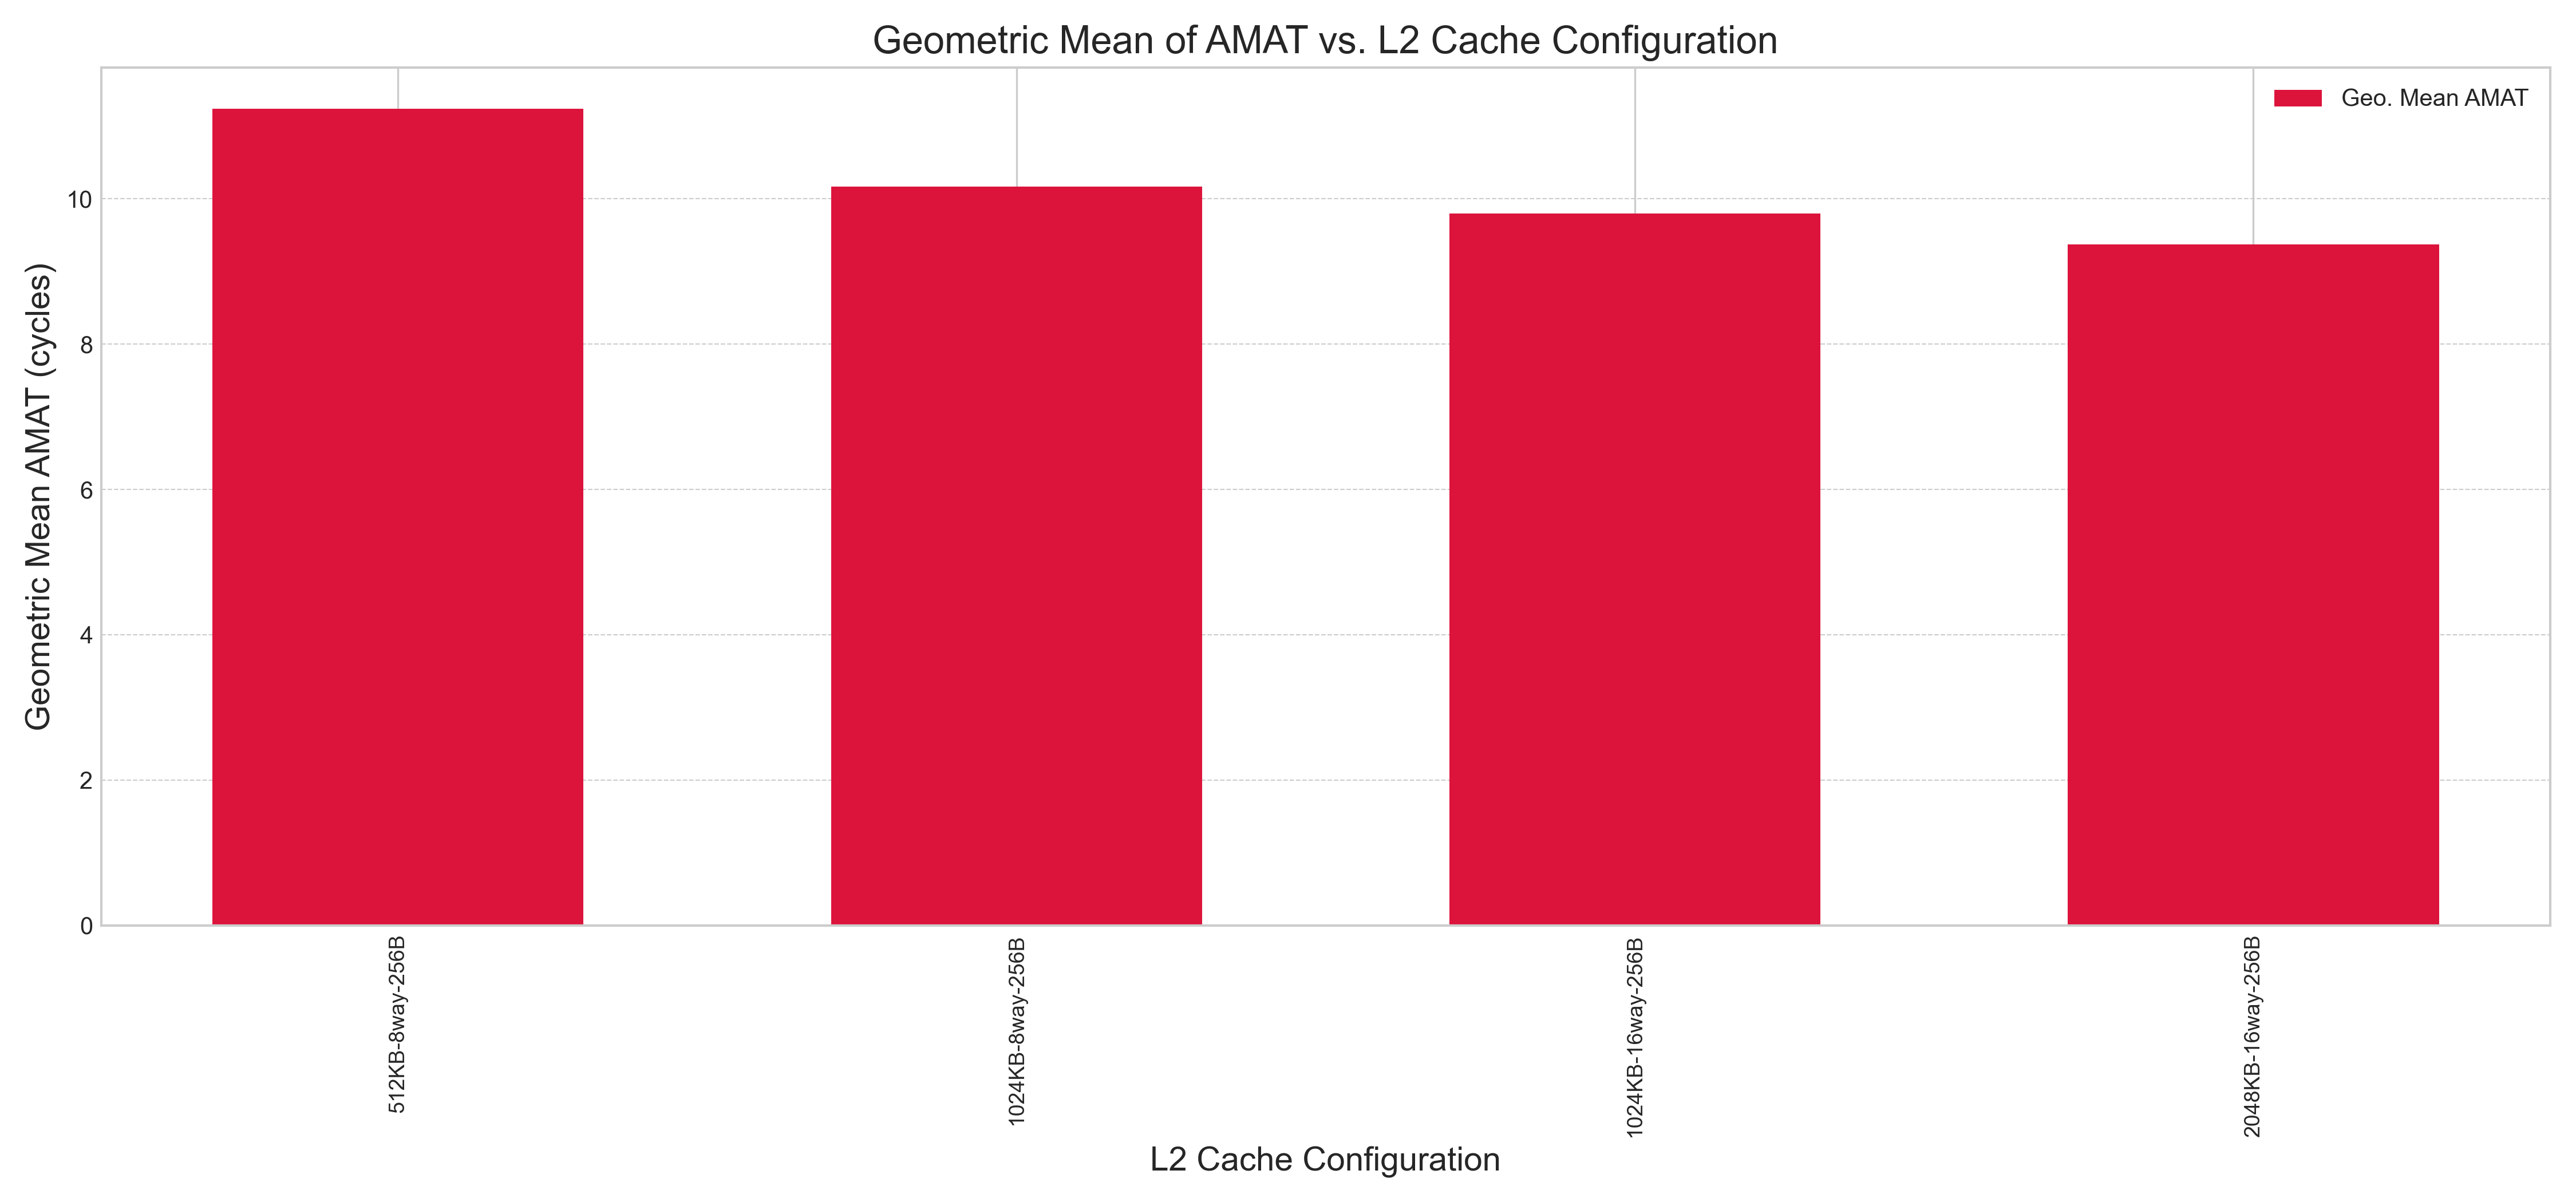 Geometric Mean of AMAT vs. L2 Cache Configuration
Geo. Mean AMAT
Geometric Mean AMAT (cycles)
10
8
6
4
2
0
512KB-8way-256B
1024KB-8way-256B
1024KB-16way-256B
2048KB-16way-256B
L2 Cache Configuration